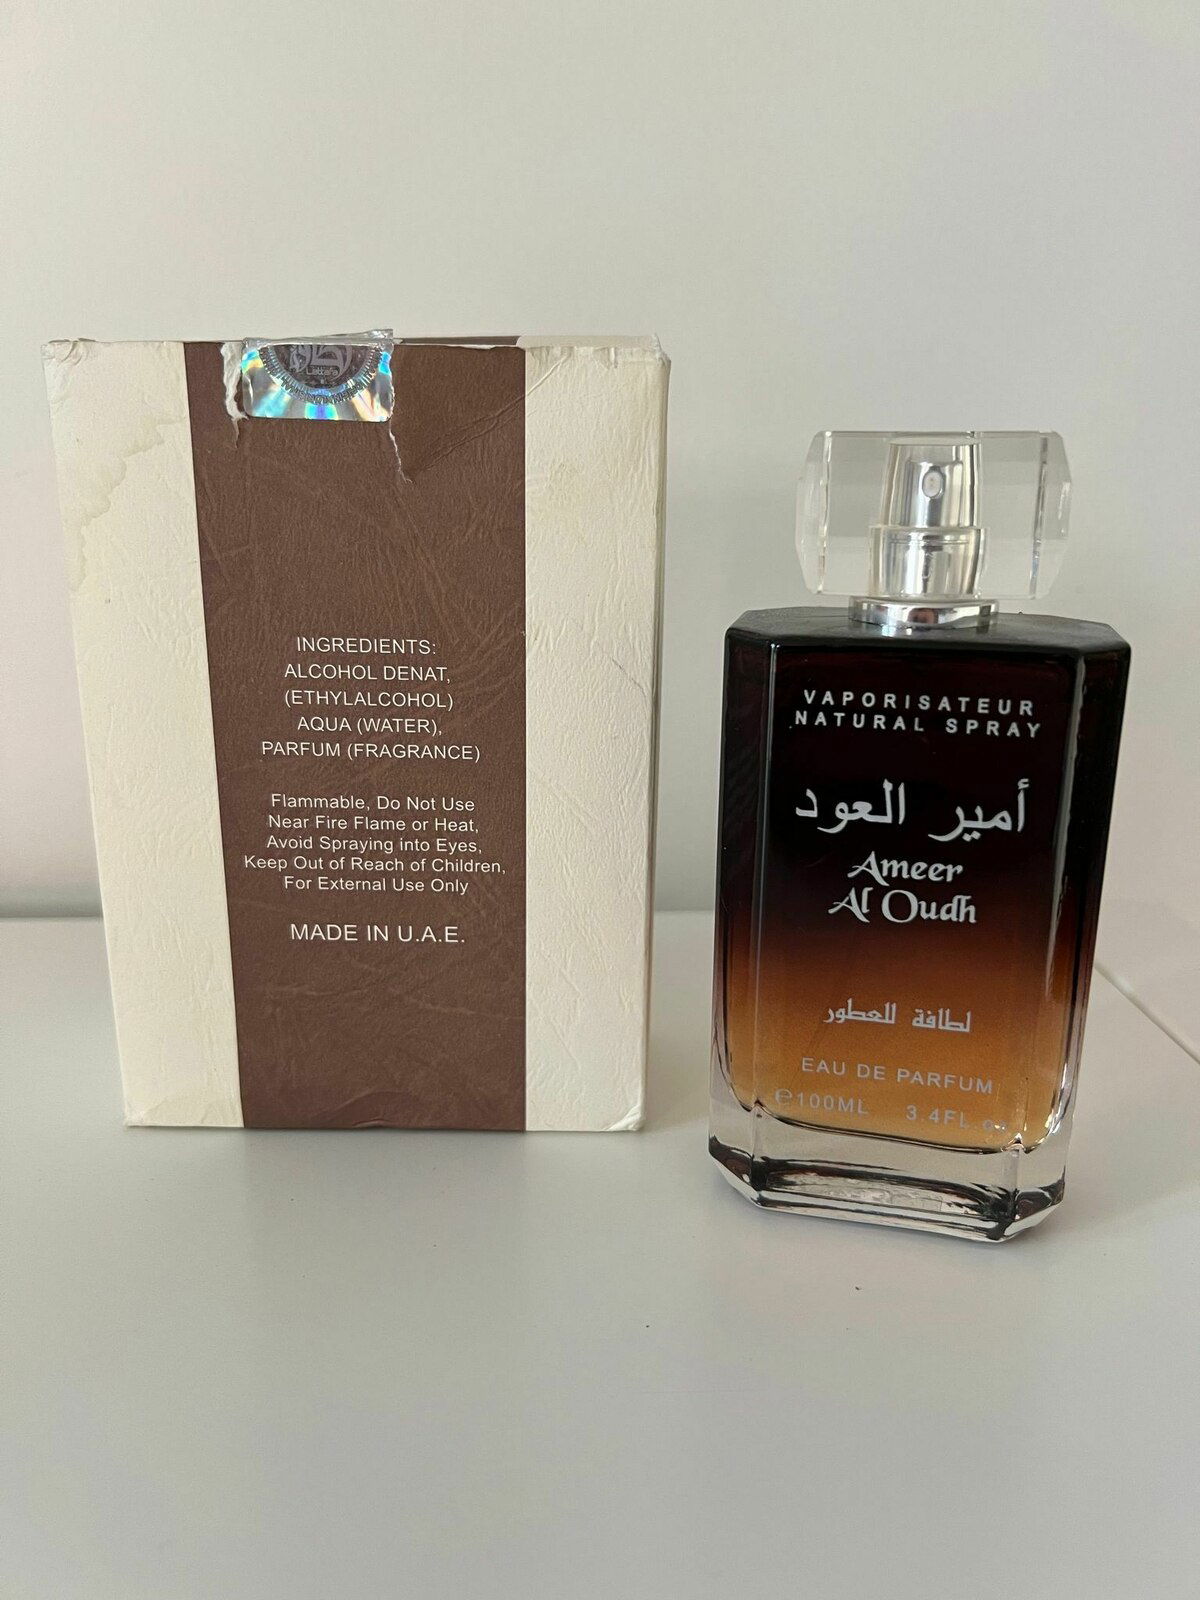 Lattafa
INGREDIENTS:
ALCOHOL DENAT,
(ETHYLALCOHOL)
AQUA (WATER),
PARFUM (FRAGRANCE)
Flammable, Do Not Use
Near Fire Flame or Heat,
Avoid Spraying into Eyes,
Keep Out of Reach of Children,
For External Use Only
MADE IN U.A.E.
VAPORISATEUR
NATURAL SPRAY
أمير العود
Ameer
Al Oudh
لطافة للعطور
EAU DE PARFUM
℮100ML 3.4FL.oz